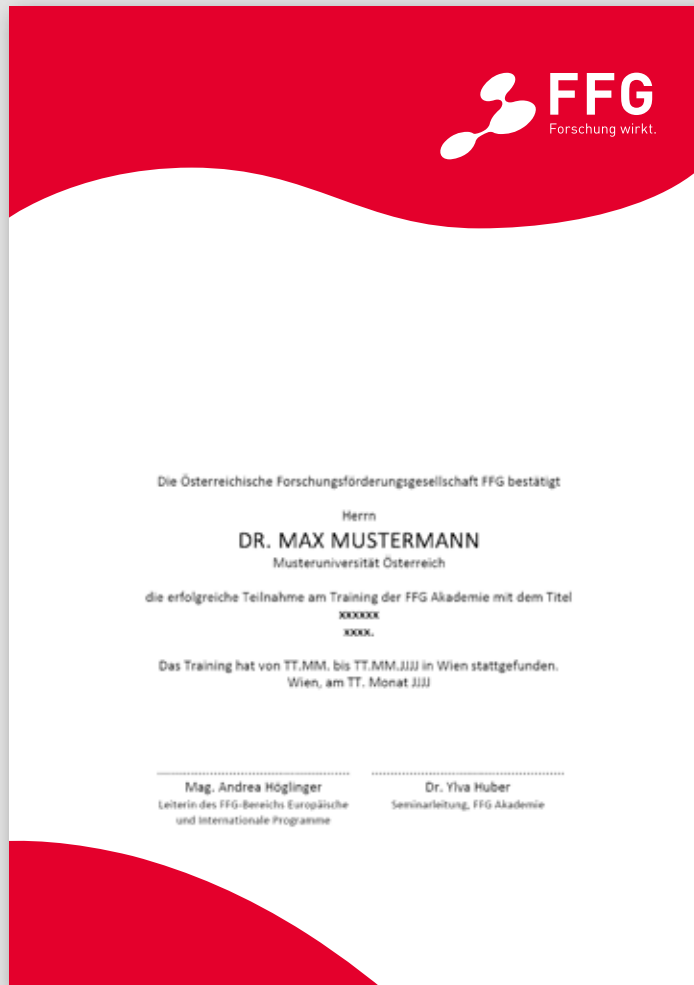 FFG
Forschung wirkt.
Die Österreichische Forschungsförderungsgesellschaft FFG bestätigt
Herrn
DR. MAX MUSTERMANN
Musteruniversität Österreich
die erfolgreiche Teilnahme am Training der FFG Akademie mit dem Titel
xxxxxx
xxxx.
Das Training hat von TT.MM. bis TT.MM.JJJJ in Wien stattgefunden.
Wien, am TT. Monat JJJJ
Mag. Andrea Höglinger Dr. Ylva Huber
Leiterin des FFG-Bereichs Europäische Seminarleitung, FFG Akademie
und Internationale Programme